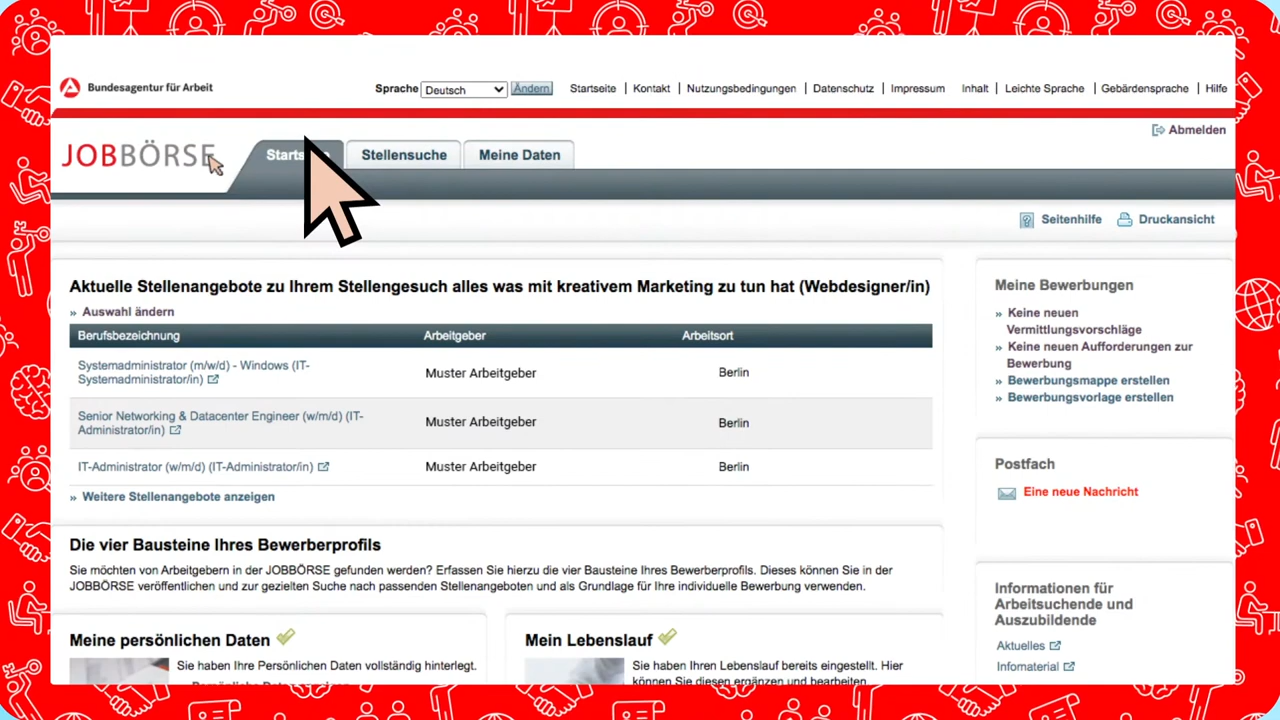 Bundesagentur für Arbeit
Sprache Deutsch Ändern Startseite | Kontakt | Nutzungsbedingungen | Datenschutz | Impressum Inhalt | Leichte Sprache | Gebärdensprache | Hilfe
Abmelden
JOBBÖRSE
Stellensuche Meine Daten
Seitenhilfe Druckansicht
Aktuelle Stellenangebote zu Ihrem Stellengesuch alles was mit kreativem Marketing zu tun hat (Webdesigner/in)
» Auswahl ändern
Berufsbezeichnung Arbeitgeber Arbeitsort
Systemadministrator (m/w/d) - Windows (IT-
Systemadministrator/in) Muster Arbeitgeber Berlin
Senior Networking & Datacenter Engineer (w/m/d) (IT-
Administrator/in) Muster Arbeitgeber Berlin
IT-Administrator (w/m/d) (IT-Administrator/in) Muster Arbeitgeber Berlin
» Weitere Stellenangebote anzeigen
Die vier Bausteine Ihres Bewerberprofils
Sie möchten von Arbeitgebern in der JOBBÖRSE gefunden werden? Erfassen Sie hierzu die vier Bausteine Ihres Bewerberprofils. Dieses können Sie in der
JOBBÖRSE veröffentlichen und zur gezielten Suche nach passenden Stellenangeboten und als Grundlage für Ihre individuelle Bewerbung verwenden.
Meine persönlichen Daten
Sie haben Ihre Persönlichen Daten vollständig hinterlegt.
Mein Lebenslauf
Sie haben Ihren Lebenslauf bereits eingestellt. Hier
können Sie diesen ergänzen und bearbeiten
Meine Bewerbungen
» Keine neuen
Vermittlungsvorschläge
» Keine neuen Aufforderungen zur
Bewerbung
» Bewerbungsmappe erstellen
» Bewerbungsvorlage erstellen
Postfach
Eine neue Nachricht
Informationen für
Arbeitsuchende und
Auszubildende
Aktuelles
Infomaterial